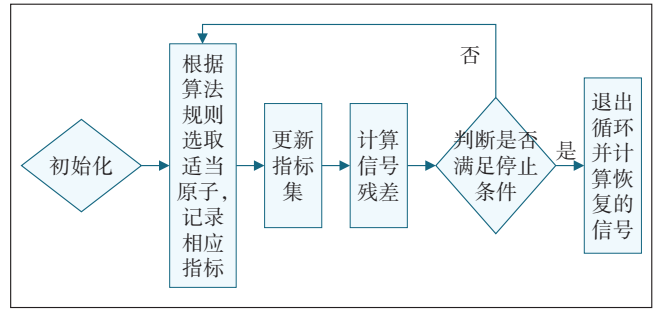 初始化
根据
算法
规则
选取
适当
原子，
记录
相应
指标
更新
指标
集
计算
信号
残差
判断是否
满足停止
条件
否
是
退出
循环
并计
算恢
复的
信号